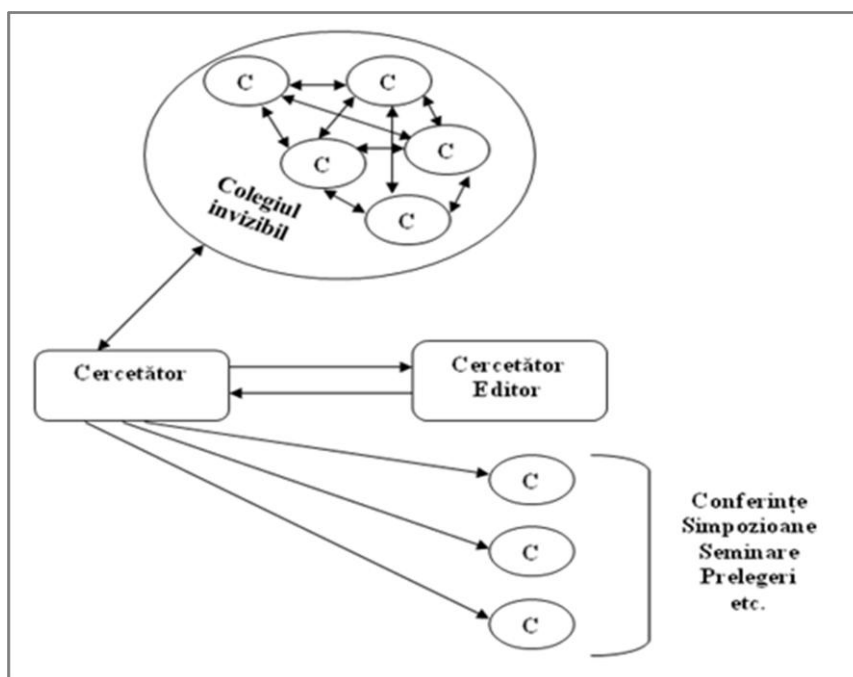 C
C
C
C
C
Colegiul
invizibil
Cercetător
Cercetător
Editor
C
C
C
Conferințe
Simpozioane
Seminare
Prelegeri
etc.